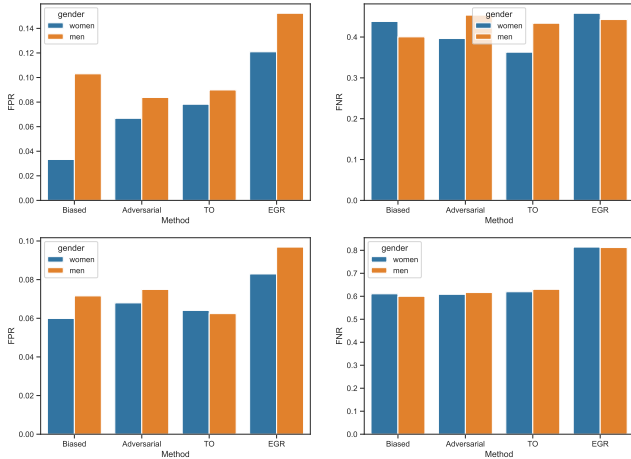 gender
women
men
0.16
0.14
0.12
0.10
0.08
0.06
0.04
0.02
0.00
FPR
Biased Adversarial TO EGR
Method
gender
women
men
0.4
0.3
0.2
0.1
0.0
FNR
Biased Adversarial TO EGR
Method
gender
women
men
0.10
0.08
0.06
0.04
0.02
0.00
FPR
Biased Adversarial TO EGR
Method
gender
women
men
0.8
0.7
0.6
0.5
0.4
0.3
0.2
0.1
0.0
FNR
Biased Adversarial TO EGR
Method